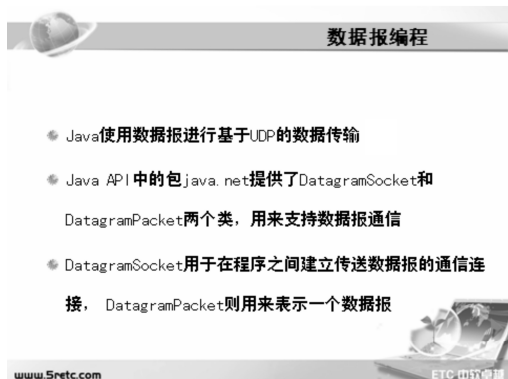 数据报编程
Java使用数据报进行基于UDP的数据传输
Java API中的包java.net提供了DatagramSocket和
DatagramPacket两个类，用来支持数据报通信
DatagramSocket用于在程序之间建立传送数据报的通信连
接， DatagramPacket则用来表示一个数据报
www.5retc.com
ETC 中软卓越